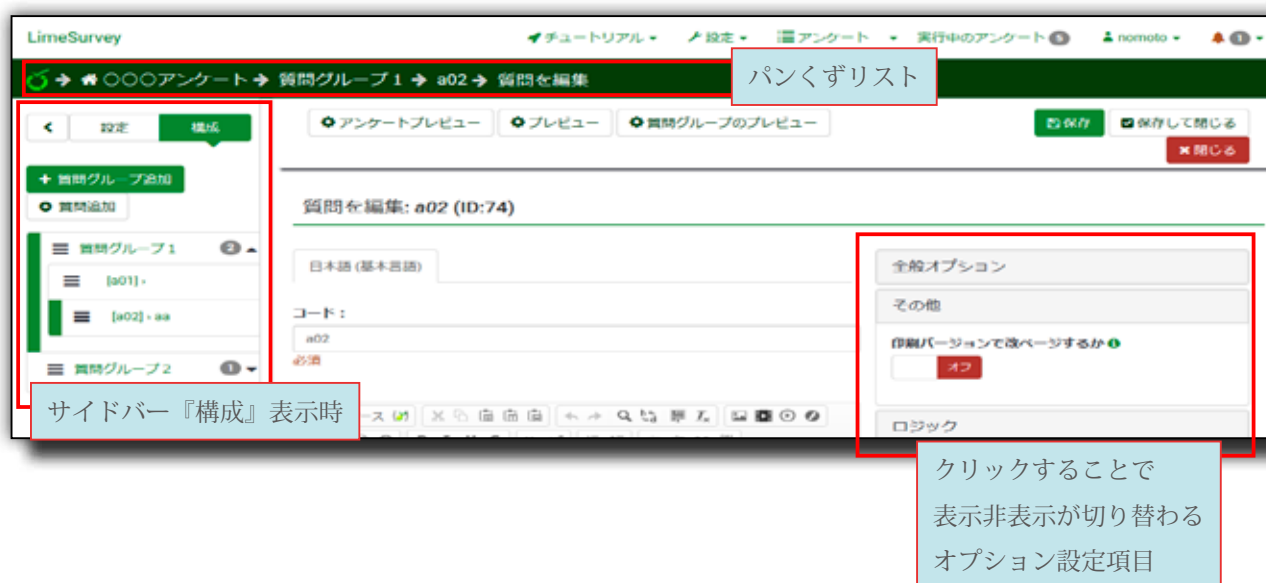 LimeSurvey
チュートリアル 設定 アンケート 実行中のアンケート 5 nomoto 1
〇〇〇アンケート 質問グループ1 a02 質問を編集
パンくずリスト
設定 構成
アンケートプレビュー プレビュー 質問グループのプレビュー
保存 保存して閉じる
閉じる
+ 質問グループ追加
質問追加
質問を編集: a02 (ID:74)
質問グループ1 2
[a01] -
[a02] - aa
質問グループ2 1
サイドバー『構成』表示時
日本語 (基本言語)
コード:
a02
必須
全般オプション
その他
印刷バージョンで改ページするか
オフ
ロジック
クリックすることで
表示非表示が切り替わる
オプション設定項目